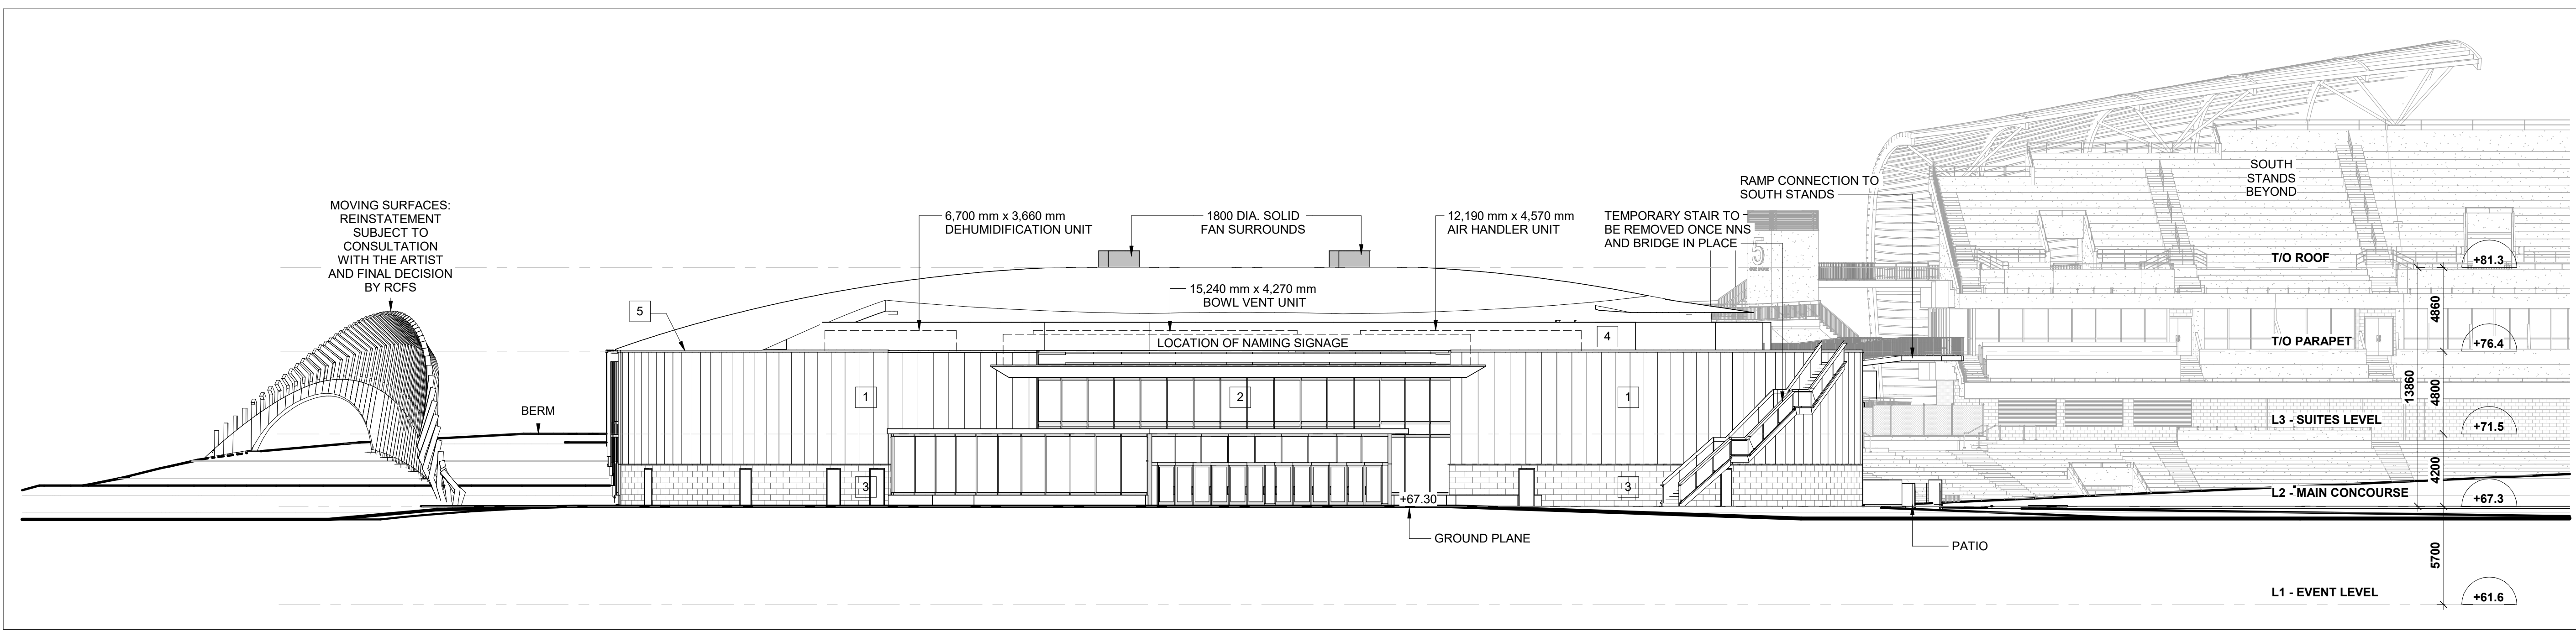 MOVING SURFACES:
REINSTATEMENT
SUBJECT TO
CONSULTATION
WITH THE ARTIST
AND FINAL DECISION
BY RCFS
BERM
5
6,700 mm x 3,660 mm
DEHUMIDIFICATION UNIT
1800 DIA. SOLID
FAN SURROUNDS
12,190 mm x 4,570 mm
AIR HANDLER UNIT
15,240 mm x 4,270 mm
BOWL VENT UNIT
LOCATION OF NAMING SIGNAGE
TEMPORARY STAIR TO
BE REMOVED ONCE NNS
AND BRIDGE IN PLACE
RAMP CONNECTION TO
SOUTH STANDS
5
4
1
2
1
3
3
+67.30
GROUND PLANE
PATIO
SOUTH
STANDS
BEYOND
T/O ROOF
+81.3
4860
T/O PARAPET
+76.4
13860
4800
L3 - SUITES LEVEL
+71.5
4200
L2 - MAIN CONCOURSE
+67.3
5700
L1 - EVENT LEVEL
+61.6